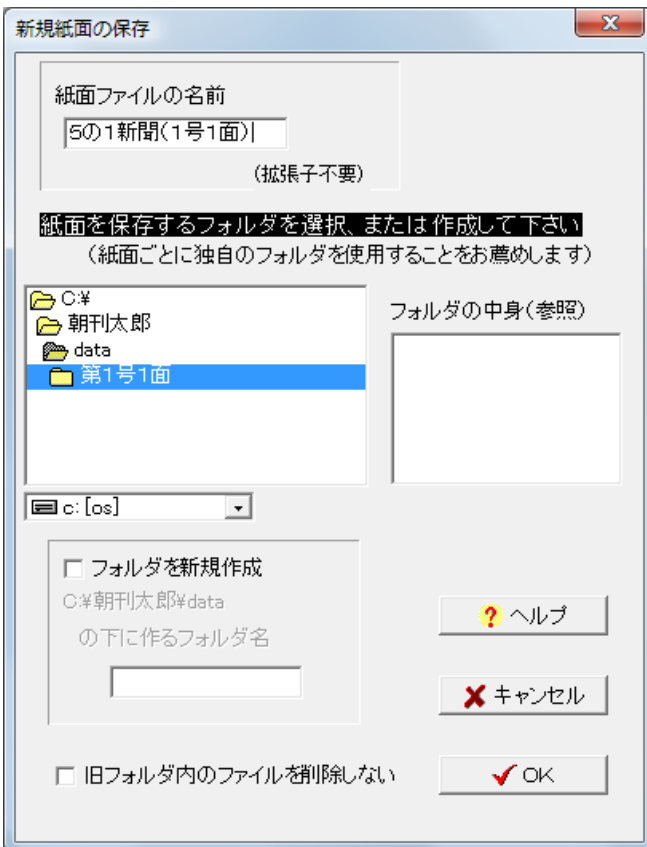 新規紙面の保存
紙面ファイルの名前
5の1新聞(1号1面)
(拡張子不要)
紙面を保存するフォルダを選択、または作成して下さい
(紙面ごとに独自のフォルダを使用することをお薦めします)
C:¥
朝刊太郎
data
第1号1面
フォルダの中身(参照)
c: [os]
フォルダを新規作成
C:¥朝刊太郎¥data
の下に作るフォルダ名
? ヘルプ
キャンセル
旧フォルダ内のファイルを削除しない
OK